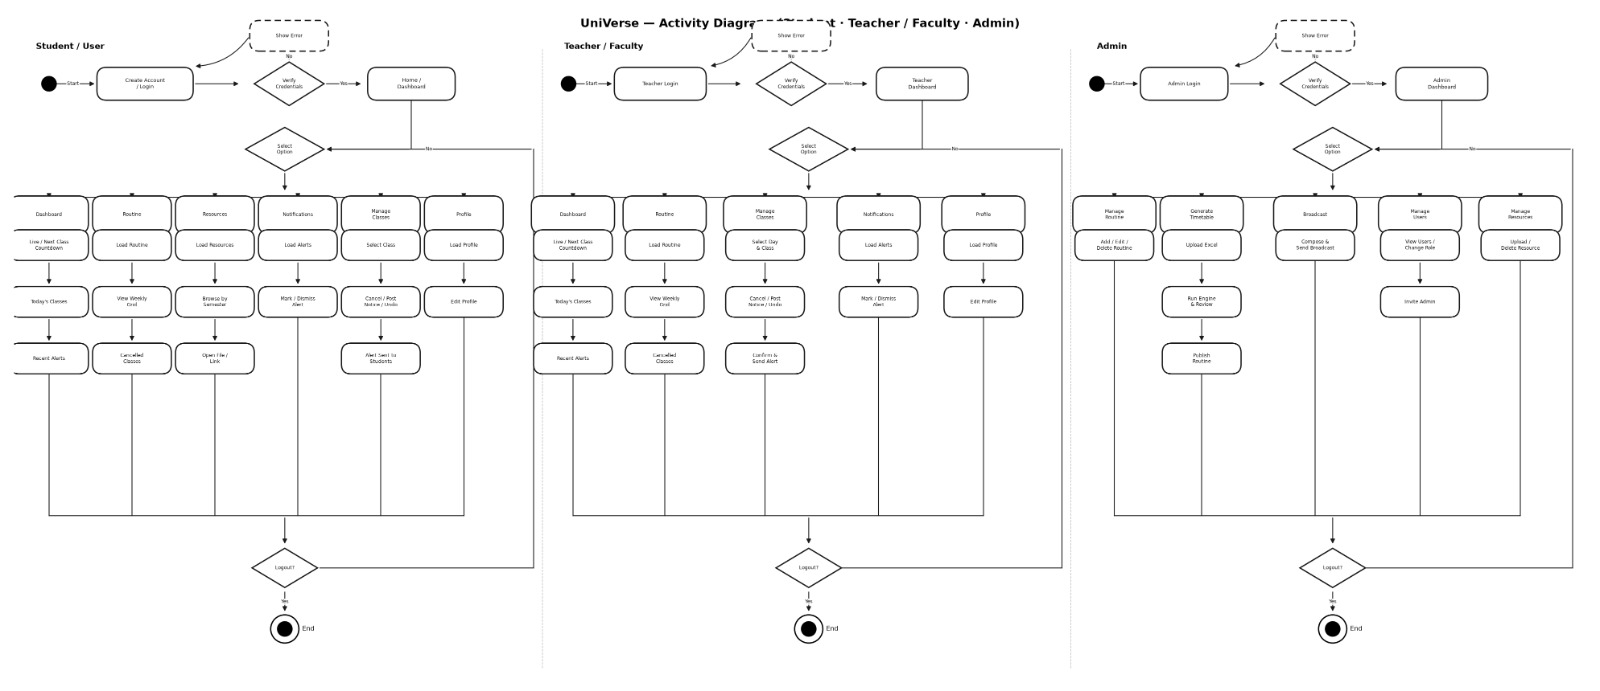 UniVerse — Activity Diagra t · Teacher / Faculty · Admin)
Student / User
Show Error
No
Start
Create Account
/ Login
Verify
Credentials
Yes
Home /
Dashboard
Select
Option
No
Dashboard
Routine
Resources
Notifications
Manage
Classes
Profile
Live / Next Class
Countdown
Load Routine
Load Resources
Load Alerts
Select Class
Load Profile
Today's Classes
View Weekly
Grid
Browse by
Semester
Mark / Dismiss
Alert
Cancel / Post
Notice / Undo
Edit Profile
Recent Alerts
Cancelled
Classes
Open File /
Link
Alert Sent to
Students
Logout?
Yes
End
Teacher / Faculty
Show Error
No
Start
Teacher Login
Verify
Credentials
Yes
Teacher
Dashboard
Select
Option
No
Dashboard
Routine
Manage
Classes
Notifications
Profile
Live / Next Class
Countdown
Load Routine
Select Day
& Class
Load Alerts
Load Profile
Today's Classes
View Weekly
Grid
Cancel / Post
Notice / Undo
Mark / Dismiss
Alert
Edit Profile
Recent Alerts
Cancelled
Classes
Confirm &
Send Alert
Logout?
Yes
End
Admin
Show Error
No
Start
Admin Login
Verify
Credentials
Yes
Admin
Dashboard
Select
Option
No
Manage
Routine
Generate
Timetable
Broadcast
Manage
Users
Manage
Resources
Add / Edit /
Delete Routine
Upload Excel
Compose &
Send Broadcast
View Users /
Change Role
Upload /
Delete Resource
Run Engine
& Review
Invite Admin
Publish
Routine
Logout?
Yes
End